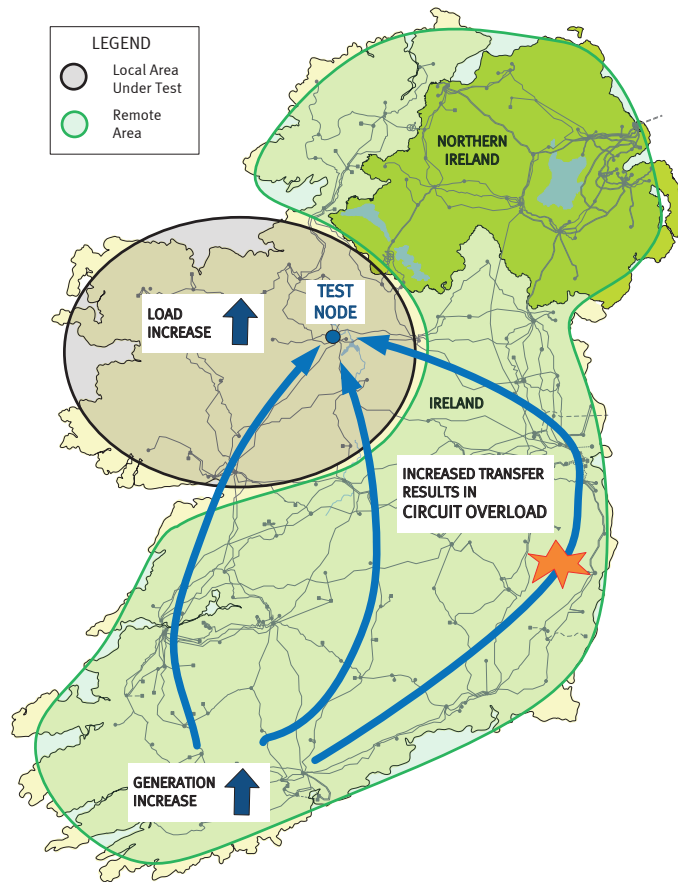 LEGEND
Local Area
Under Test
Remote
Area
NORTHERN
IRELAND
LOAD
INCREASE
TEST
NODE
IRELAND
INCREASED TRANSFER
RESULTS IN
CIRCUIT OVERLOAD
GENERATION
INCREASE